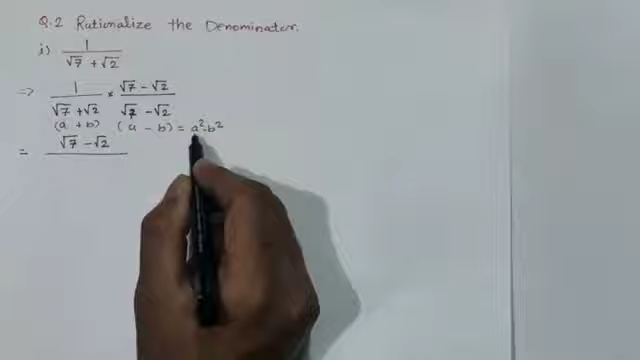 Q.2 Rationalize the Denominator.
i) 1/(√7 + √2)
=> 1/(√7 + √2) × (√7 - √2)/(√7 - √2)
(a + b) (a - b) = a² - b²
= √7 - √2